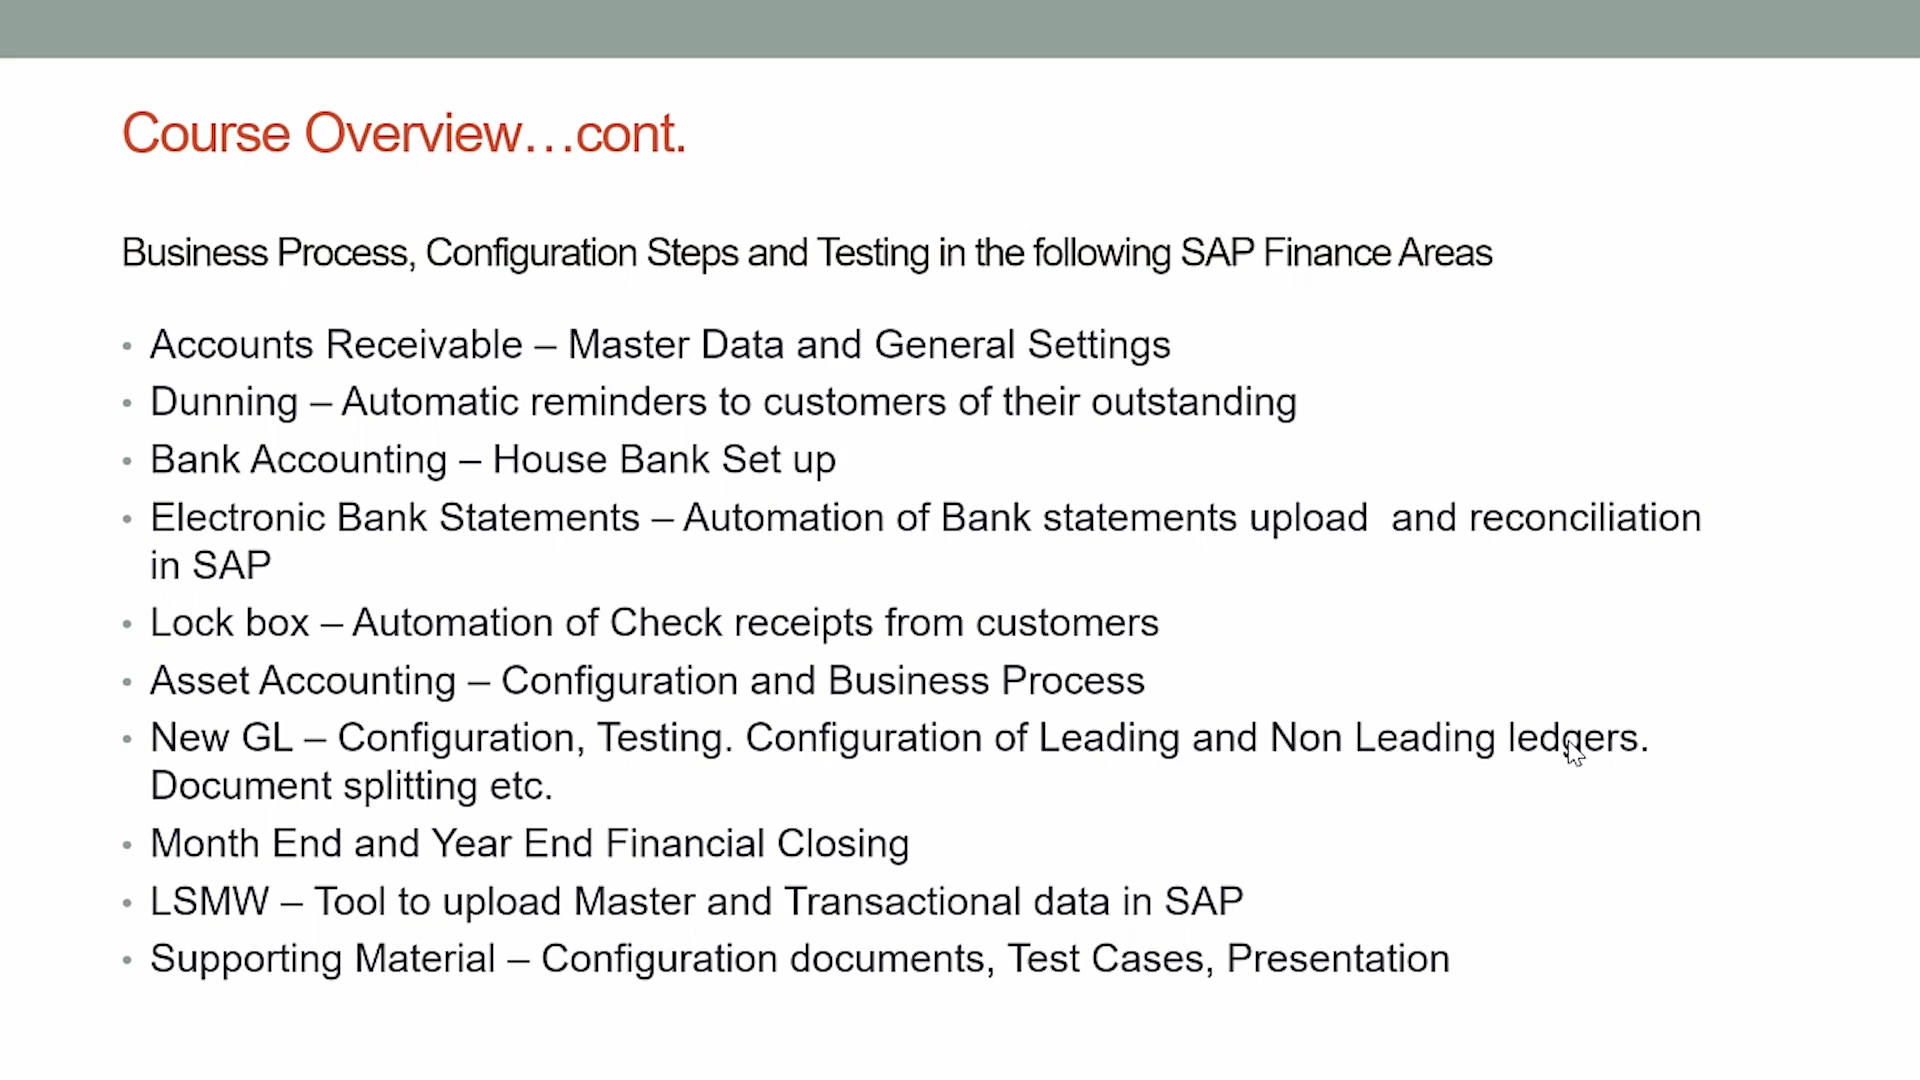 Course Overview…cont.
Business Process, Configuration Steps and Testing in the following SAP Finance Areas
• Accounts Receivable – Master Data and General Settings
• Dunning – Automatic reminders to customers of their outstanding
• Bank Accounting – House Bank Set up
• Electronic Bank Statements – Automation of Bank statements upload  and reconciliation
in SAP
• Lock box – Automation of Check receipts from customers
• Asset Accounting – Configuration and Business Process
• New GL – Configuration, Testing. Configuration of Leading and Non Leading ledgers.
Document splitting etc.
• Month End and Year End Financial Closing
• LSMW – Tool to upload Master and Transactional data in SAP
• Supporting Material – Configuration documents, Test Cases, Presentation